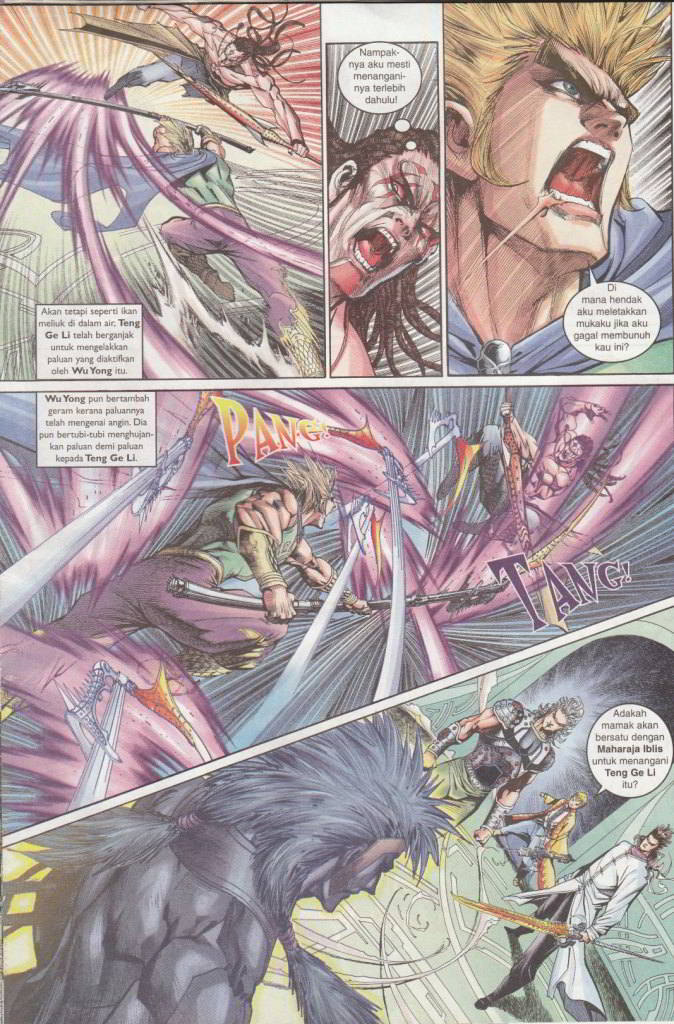 Akan tetapi seperti ikan
meliuk di dalam air, Teng
Ge Li telah berganjak
untuk mengelakkan
paluan yang diaktifkan
oleh Wu Yong itu.
Nampak-
nya aku mesti
menangani-
nya terlebih
dahulu!
Di
mana hendak
aku meletakkan
mukaku jika aku
gagal membunuh
kau ini?
Wu Yong pun bertambah
geram kerana paluannya
telah mengenai angin. Dia
pun bertubi-tubi menghujan-
kan paluan demi paluan
kepada Teng Ge Li.
PANG!
TANG!
Adakah
mamak akan
bersatu dengan
Maharaja Iblis
untuk menangani
Teng Ge Li
itu?